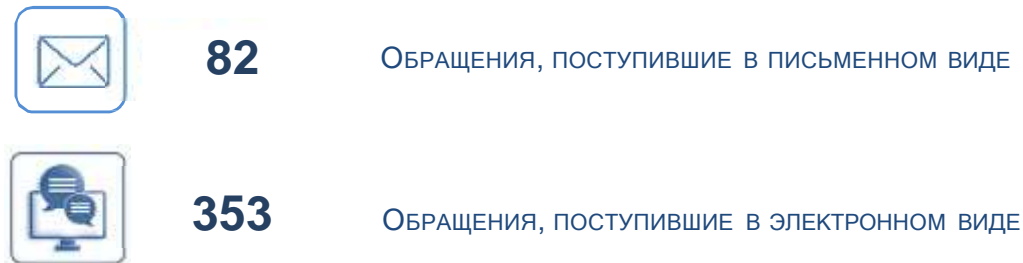 82 Обращения, поступившие в письменном виде
353 Обращения, поступившие в электронном виде